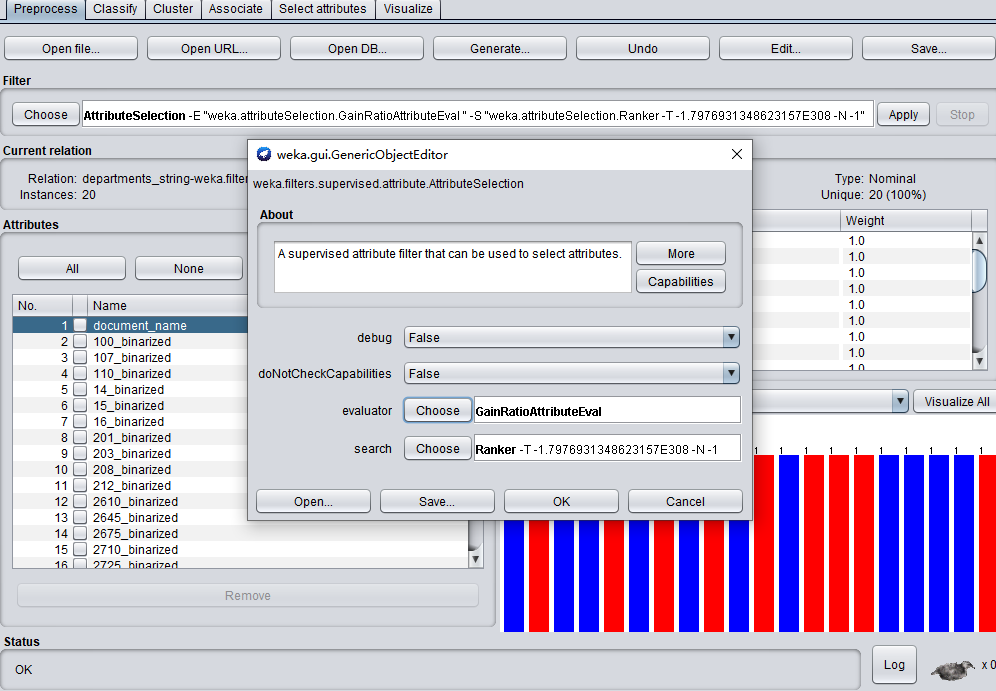 Preprocess Classify Cluster Associate Select attributes Visualize
Open file... Open URL... Open DB... Generate... Undo Edit... Save...
Filter
Choose AttributeSelection -E "weka.attributeSelection.GainRatioAttributeEval " -S "weka.attributeSelection.Ranker -T -1.7976931348623157E308 -N -1" Apply Stop
Current relation
Relation: departments_string-weka.filter
Instances: 20
Type: Nominal
Unique: 20 (100%)
Attributes
All None
No. Name
1 document_name
2 100_binarized
3 107_binarized
4 110_binarized
5 14_binarized
6 15_binarized
7 16_binarized
8 201_binarized
9 203_binarized
10 208_binarized
11 212_binarized
12 2610_binarized
13 2645_binarized
14 2675_binarized
15 2710_binarized
16 2725_binarized
Remove
weka.gui.GenericObjectEditor
weka.filters.supervised.attribute.AttributeSelection
About
A supervised attribute filter that can be used to select attributes.
More
Capabilities
debug False
doNotCheckCapabilities False
evaluator Choose GainRatioAttributeEval
search Choose Ranker -T -1.7976931348623157E308 -N -1
Open... Save... OK Cancel
Weight
1.0
1.0
1.0
1.0
1.0
1.0
1.0
1.0
1.0
Visualize All
1 1 1 1 1 1 1 1 1 1
Status
OK
Log
x 0